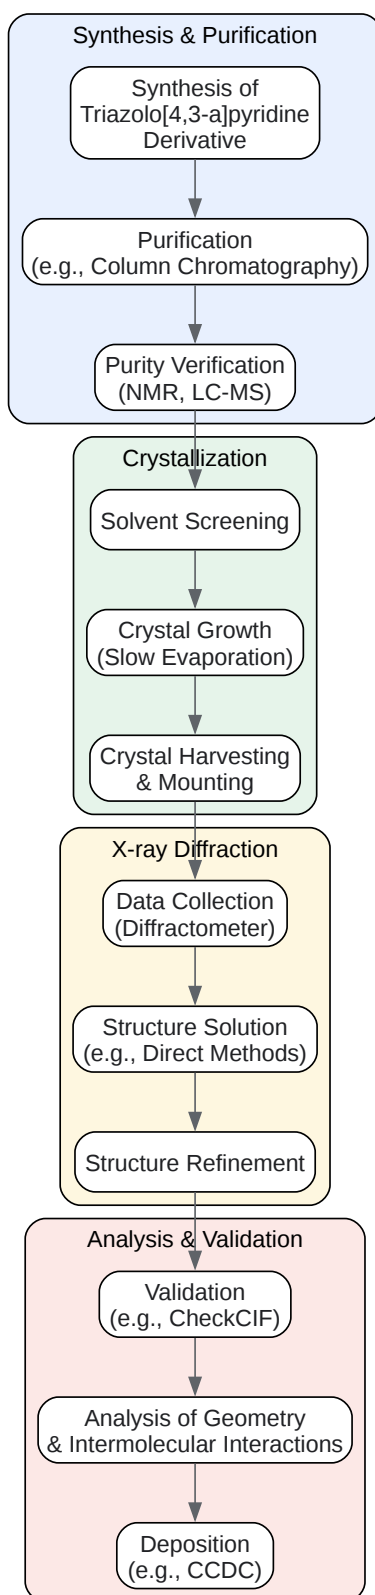 Synthesis & Purification
Synthesis of
Triazolo[4,3-a]pyridine
Derivative
Purification
(e.g., Column Chromatography)
Purity Verification
(NMR, LC-MS)
Crystallization
Solvent Screening
Crystal Growth
(Slow Evaporation)
Crystal Harvesting
& Mounting
X-ray Diffraction
Data Collection
(Diffractometer)
Structure Solution
(e.g., Direct Methods)
Structure Refinement
Analysis & Validation
Validation
(e.g., CheckCIF)
Analysis of Geometry
& Intermolecular Interactions
Deposition
(e.g., CCDC)